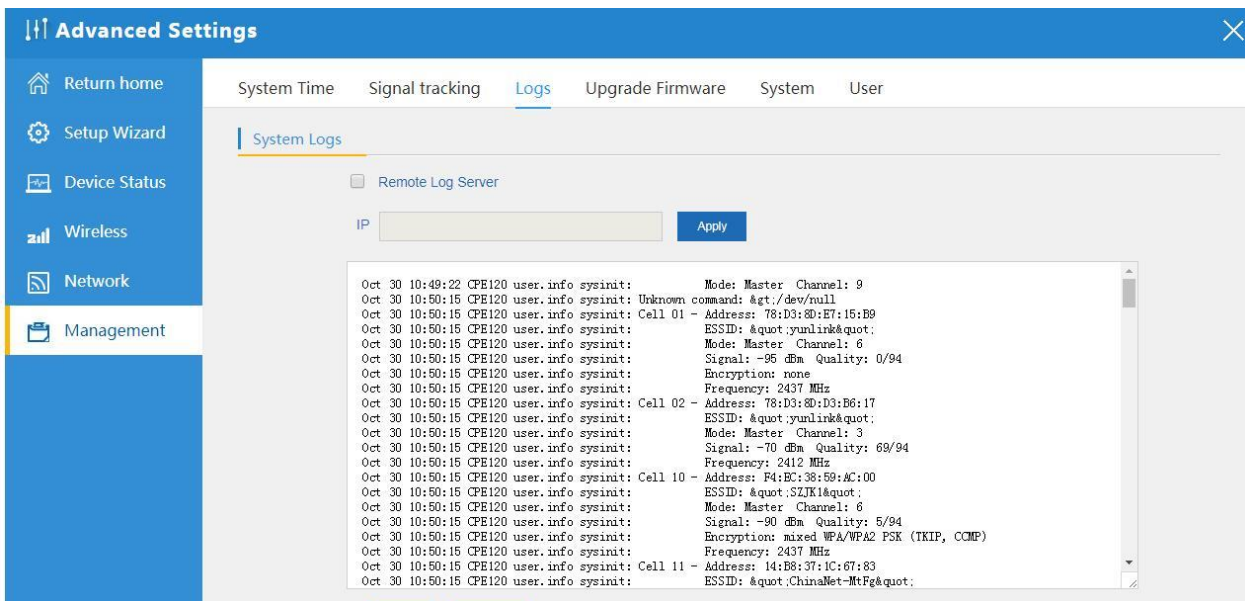 Advanced Settings
Return home
Setup Wizard
Device Status
Wireless
Network
Management
System Time Signal tracking Logs Upgrade Firmware System User
System Logs
Remote Log Server
IP
Apply
Oct 30 10:49:22 CPE120 user.info sysinit: Mode: Master Channel: 9
Oct 30 10:50:15 CPE120 user.info sysinit: Unknown command: &gt;/dev/null
Oct 30 10:50:15 CPE120 user.info sysinit: Cell 01 - Address: 78:D3:8D:E7:15:B9
Oct 30 10:50:15 CPE120 user.info sysinit: ESSID: &quot;yunlink&quot;
Oct 30 10:50:15 CPE120 user.info sysinit: Mode: Master Channel: 6
Oct 30 10:50:15 CPE120 user.info sysinit: Signal: -95 dBm Quality: 0/94
Oct 30 10:50:15 CPE120 user.info sysinit: Encryption: none
Oct 30 10:50:15 CPE120 user.info sysinit: Frequency: 2437 MHz
Oct 30 10:50:15 CPE120 user.info sysinit: Cell 02 - Address: 78:D3:8D:D3:B6:17
Oct 30 10:50:15 CPE120 user.info sysinit: ESSID: &quot;yunlink&quot;
Oct 30 10:50:15 CPE120 user.info sysinit: Mode: Master Channel: 3
Oct 30 10:50:15 CPE120 user.info sysinit: Signal: -70 dBm Quality: 69/94
Oct 30 10:50:15 CPE120 user.info sysinit: Frequency: 2412 MHz
Oct 30 10:50:15 CPE120 user.info sysinit: Cell 10 - Address: F4:EC:38:59:AC:00
Oct 30 10:50:15 CPE120 user.info sysinit: ESSID: &quot;SZJK1&quot;
Oct 30 10:50:15 CPE120 user.info sysinit: Mode: Master Channel: 6
Oct 30 10:50:15 CPE120 user.info sysinit: Signal: -90 dBm Quality: 5/94
Oct 30 10:50:15 CPE120 user.info sysinit: Encryption: mixed WPA/WPA2 PSK (TKIP, CCMP)
Oct 30 10:50:15 CPE120 user.info sysinit: Frequency: 2437 MHz
Oct 30 10:50:15 CPE120 user.info sysinit: Cell 11 - Address: 14:B8:37:1C:67:83
Oct 30 10:50:15 CPE120 user.info sysinit: ESSID: &quot;ChinaNet-MtFg&quot;